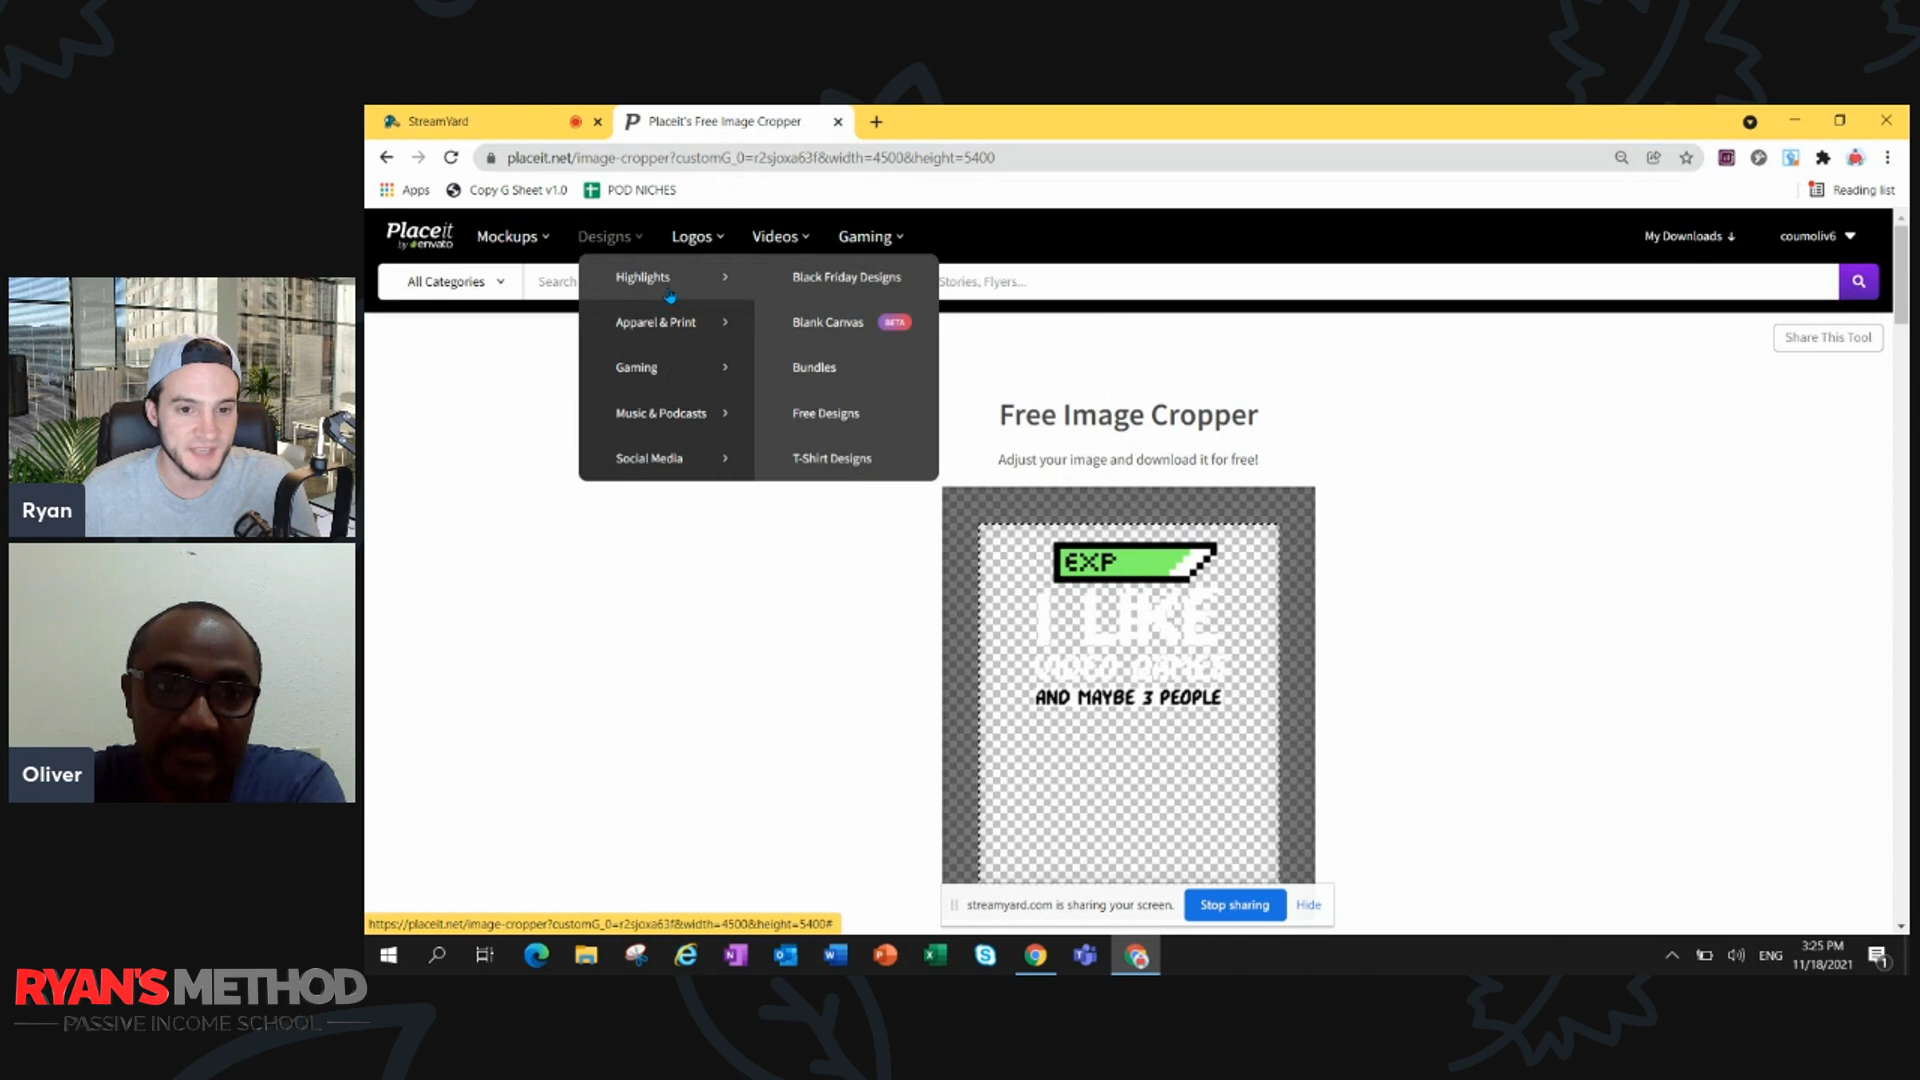 StreamYard
Placeit's Free Image Cropper
placeit.net/image-cropper?customG_0=r2sjoxa63f&width=4500&height=5400
Apps
Copy G Sheet v1.0
POD NICHES
Reading list
Placeit
by envato
Mockups
Designs
Logos
Videos
Gaming
My Downloads
coumoliv6
All Categories
Search
Stories, Flyers...
Highlights
Black Friday Designs
Apparel & Print
Blank Canvas BETA
Gaming
Bundles
Music & Podcasts
Free Designs
Social Media
T-Shirt Designs
Share This Tool
Free Image Cropper
Adjust your image and download it for free!
EXP
I LIKE
VIDEO GAMES
AND MAYBE 3 PEOPLE
Ryan
Oliver
streamyard.com is sharing your screen.
Stop sharing
Hide
https://placeit.net/image-cropper?customG_0=r2sjoxa63f&width=4500&height=5400#
ENG
3:25 PM
11/18/2021
1
RYAN'S METHOD
PASSIVE INCOME SCHOOL